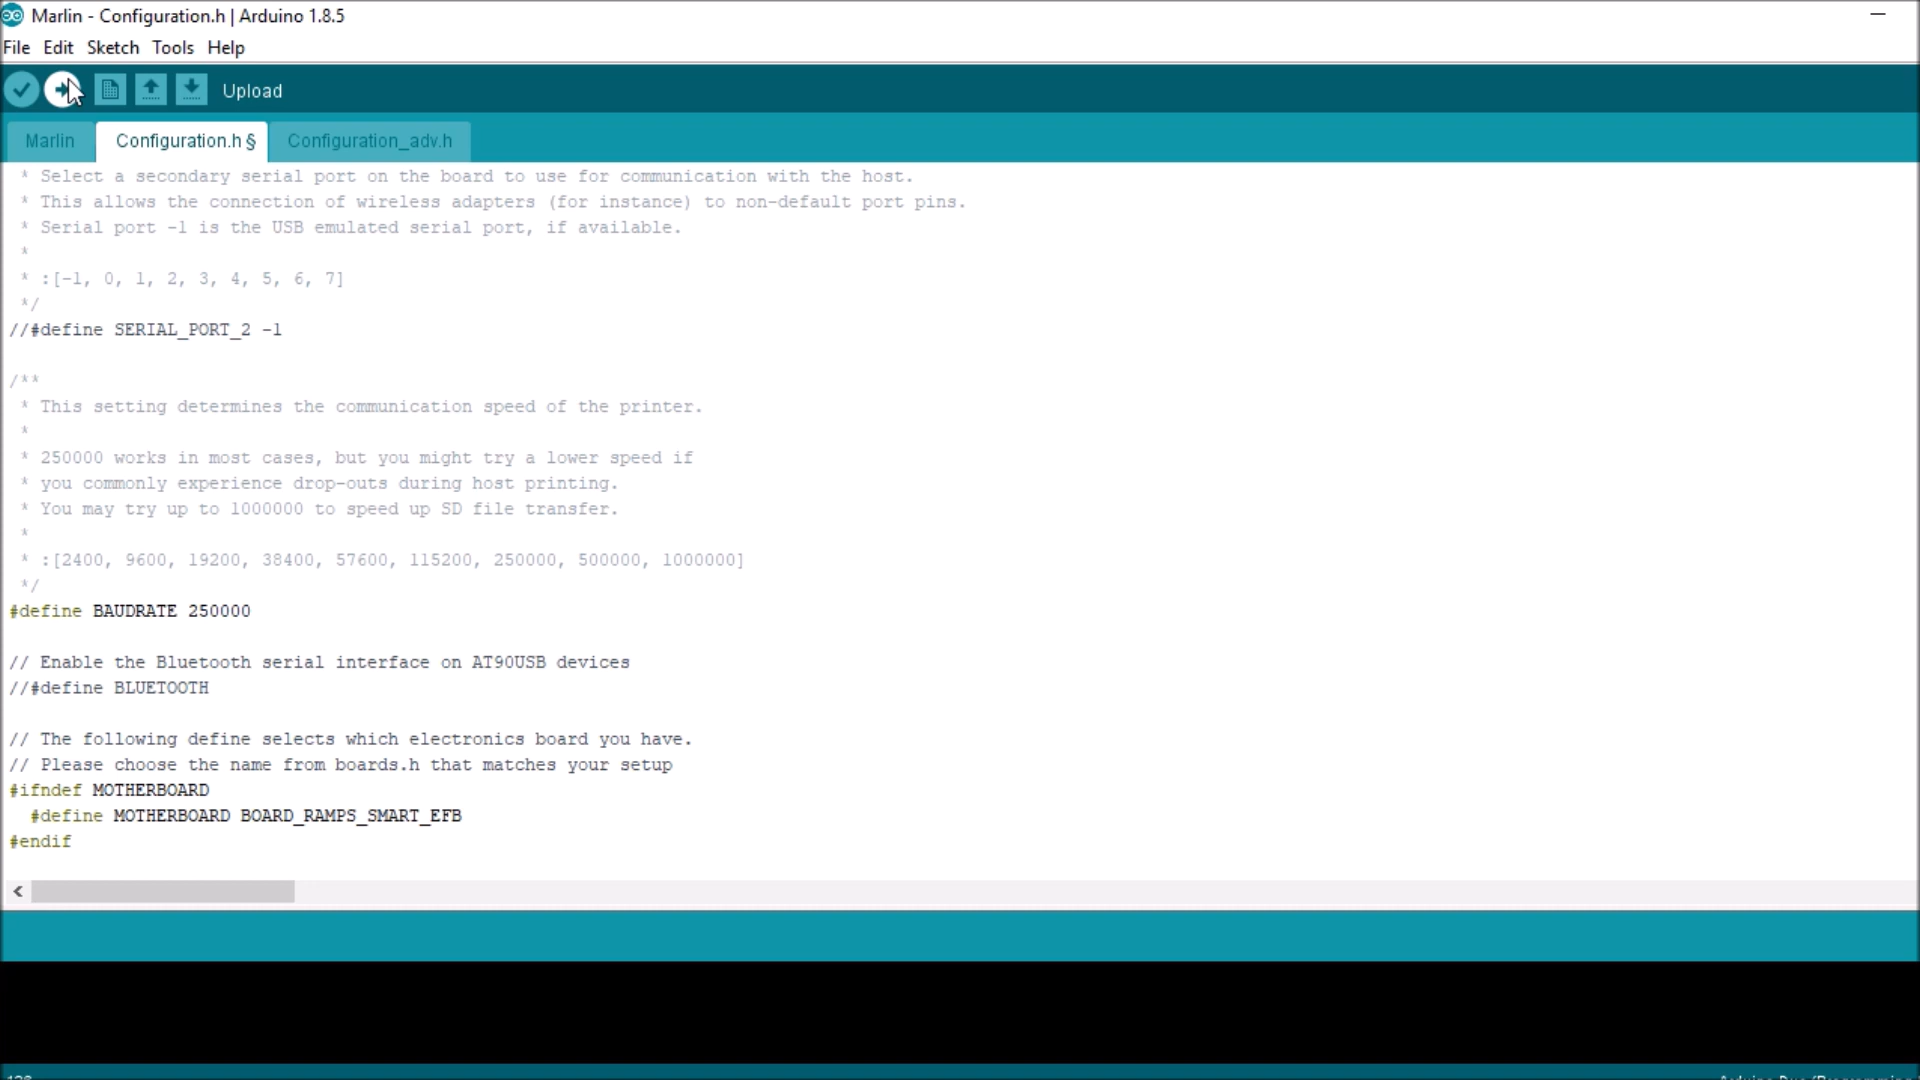 Marlin - Configuration.h | Arduino 1.8.5
File Edit Sketch Tools Help
Upload
Marlin Configuration.h § Configuration_adv.h
* Select a secondary serial port on the board to use for communication with the host.
* This allows the connection of wireless adapters (for instance) to non-default port pins.
* Serial port -1 is the USB emulated serial port, if available.
*
* :[-1, 0, 1, 2, 3, 4, 5, 6, 7]
*/
//#define SERIAL_PORT_2 -1
/**
* This setting determines the communication speed of the printer.
*
* 250000 works in most cases, but you might try a lower speed if
* you commonly experience drop-outs during host printing.
* You may try up to 1000000 to speed up SD file transfer.
*
* :[2400, 9600, 19200, 38400, 57600, 115200, 250000, 500000, 1000000]
*/
#define BAUDRATE 250000
// Enable the Bluetooth serial interface on AT90USB devices
//#define BLUETOOTH
// The following define selects which electronics board you have.
// Please choose the name from boards.h that matches your setup
#ifndef MOTHERBOARD
#define MOTHERBOARD BOARD_RAMPS_SMART_EFB
#endif